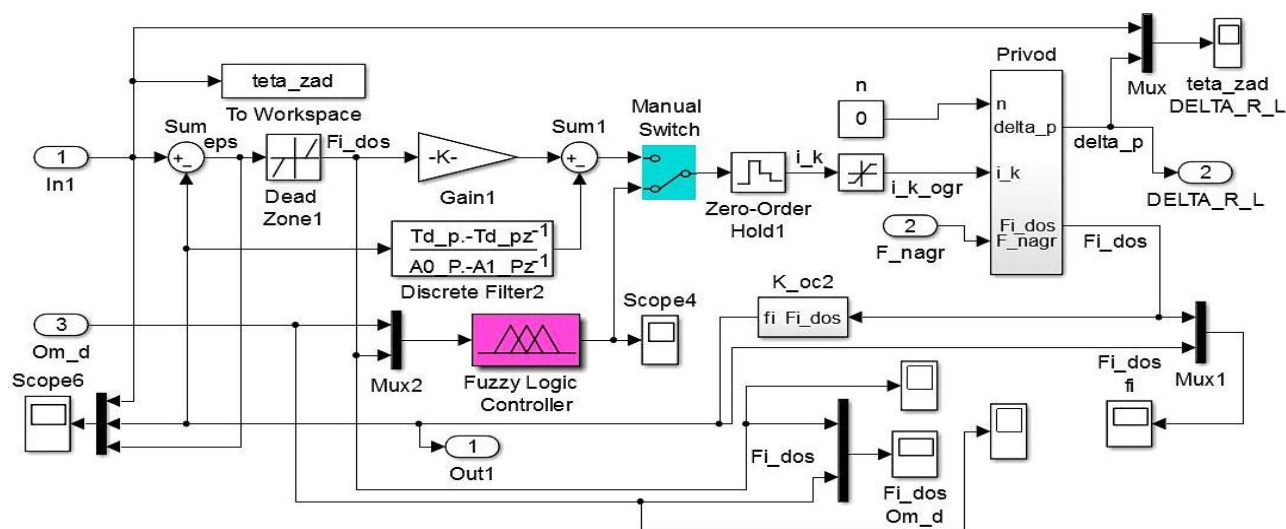 teta_zad
To Workspace
Sum
eps
+
-
1
In1
Dead
Zone1
Fi_dos
-K-
Gain1
Sum1
+
-
Manual
Switch
Zero-Order
Hold1
i_k
i_k_ogr
n
0
Privod
n
delta_p
i_k
Fi_dos
F_nagr
2
F_nagr
delta_p
Fi_dos
Mux
teta_zad
DELTA_R_L
2
DELTA_R_L
Td_p.-Td_pz-1
A0_P.-A1_Pz-1
Discrete Filter2
3
Om_d
Mux2
Fuzzy Logic
Controller
Scope4
K_oc2
fi Fi_dos
Mux1
Fi_dos
fi
Scope6
1
Out1
Fi_dos
Fi_dos
Om_d